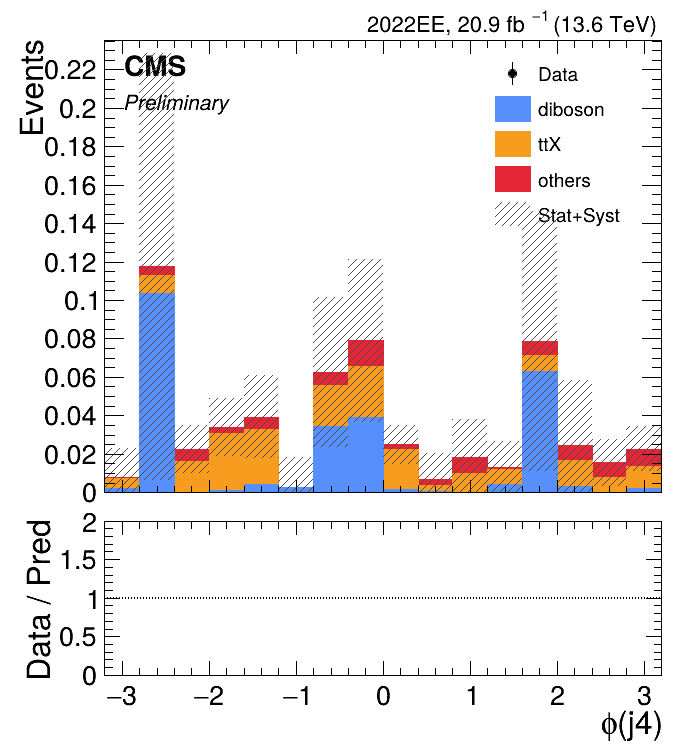 2022EE, 20.9 fb⁻¹ (13.6 TeV)
CMS
Preliminary
Events
0.22
0.2
0.18
0.16
0.14
0.12
0.1
0.08
0.06
0.04
0.02
0
Data
diboson
ttX
others
Stat+Syst
Data / Pred
2
1.5
1
0.5
0
−3 −2 −1 0 1 2 3
ϕ(j4)